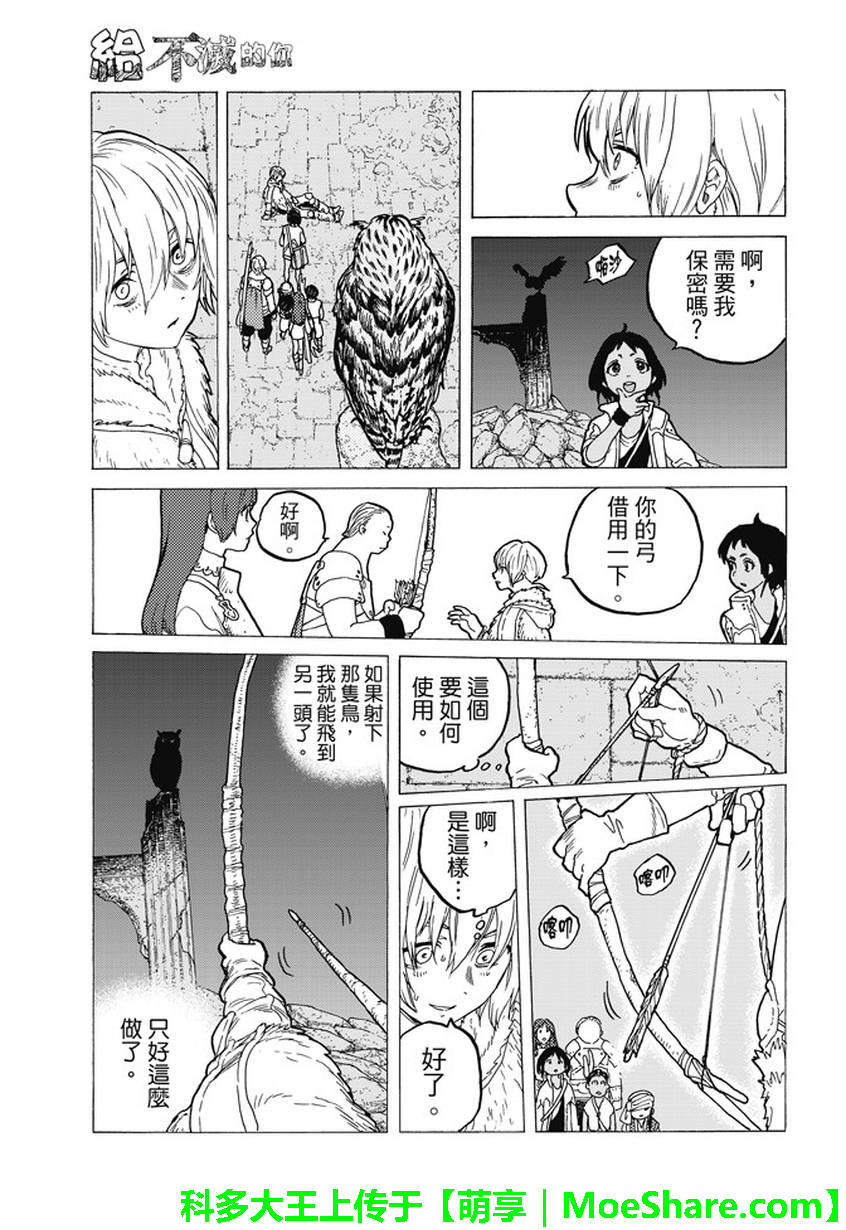 給不滅的你
啊，
需要我
保密嗎？
啪沙
你的弓
借用一下。
好啊。
這個
要如何
使用。
如果射下
那隻鳥，
我就能飛到
另一頭了。
喀叩
喀叩
啊，
是這樣…
好了。
只好這麼
做了。
科多大王上传于【萌享｜MoeShare.com】